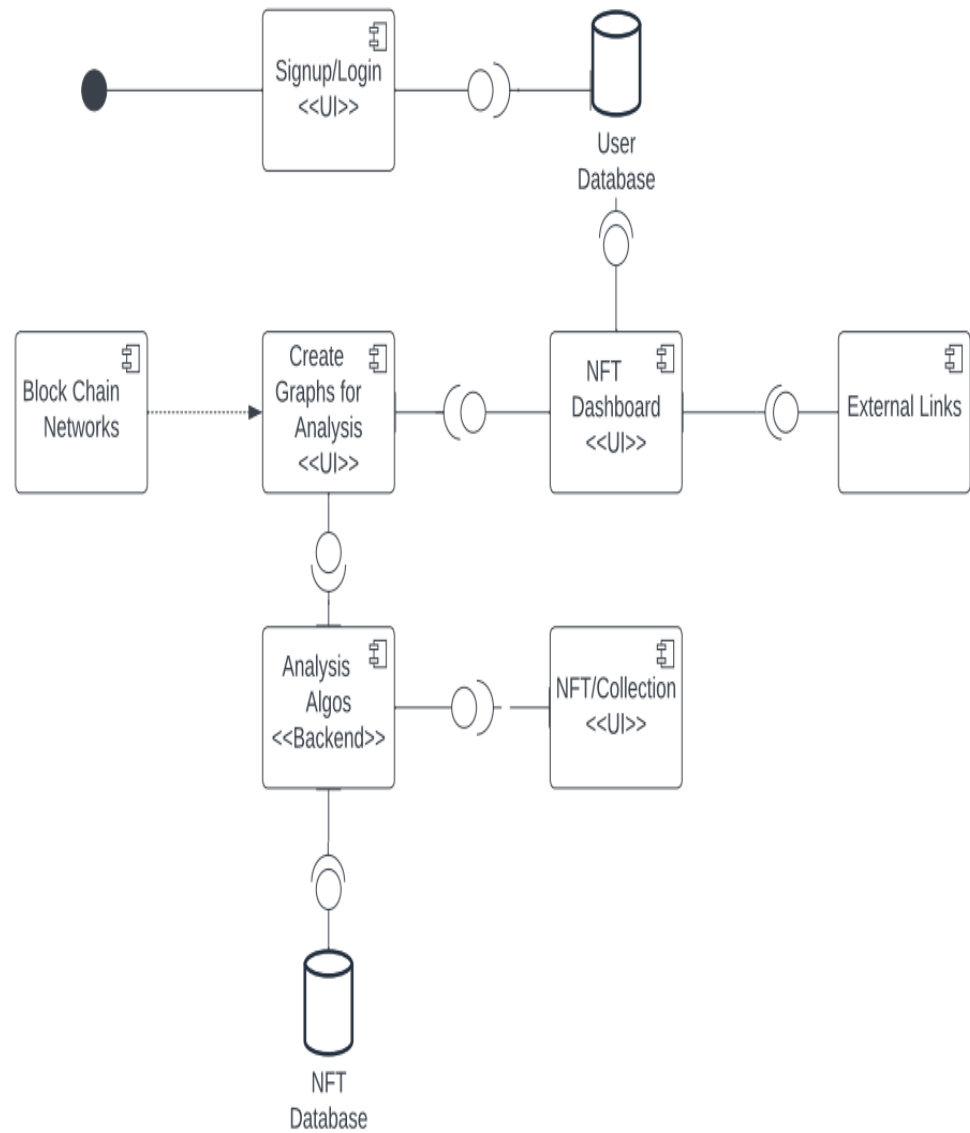 Signup/Login
<<UI>>
User
Database
Block Chain
Networks
Create
Graphs for
Analysis
<<UI>>
NFT
Dashboard
<<UI>>
External Links
Analysis
Algos
<<Backend>>
NFT/Collection
<<UI>>
NFT
Database